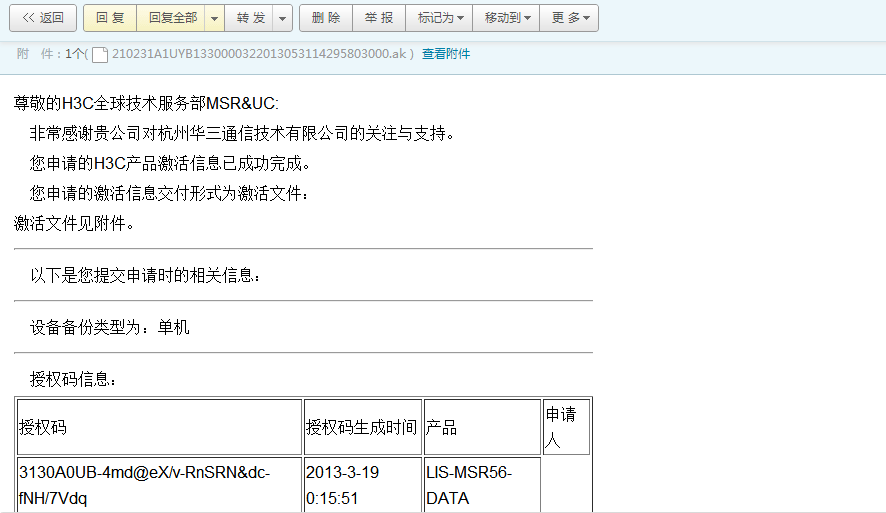 << 返回 回 复 回复全部 转 发 删 除 举 报 标记为 移动到 更 多
附 件：1个( 210231A1UYB1330000322013053114295803000.ak ) 查看附件
尊敬的H3C全球技术服务部MSR&UC:
非常感谢贵公司对杭州华三通信技术有限公司的关注与支持。
您申请的H3C产品激活信息已成功完成。
您申请的激活信息交付形式为激活文件：
激活文件见附件。
以下是您提交申请时的相关信息：
设备备份类型为：单机
授权码信息：
授权码 授权码生成时间 产品 申请
人
3130A0UB-4md@eX/v-RnSRN&dc- 2013-3-19 LIS-MSR56-
fNH/7Vdq 0:15:51 DATA